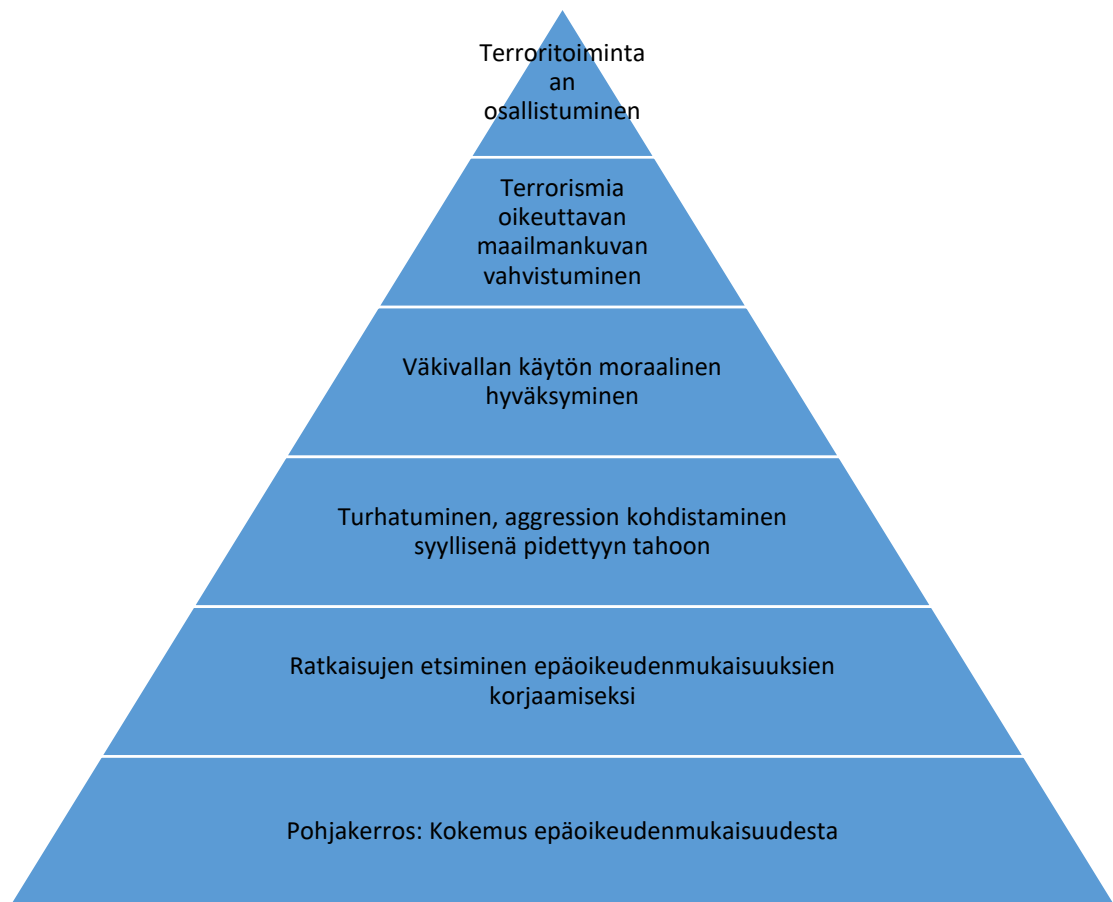 Terroritoiminta
an
osallistuminen
Terrorismia
oikeuttavan
maailmankuvan
vahvistuminen
Väkivallan käytön moraalinen
hyväksyminen
Turhatuminen, aggression kohdistaminen
syyllisenä pidettyyn tahoon
Ratkaisujen etsiminen epäoikeudenmukaisuuksien
korjaamiseksi
Pohjakerros: Kokemus epäoikeudenmukaisuudesta